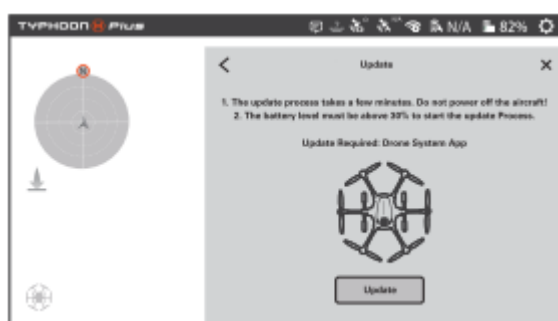 TYPHOON H Plus
N/A 82%
Update
1. The update process takes a few minutes. Do not power off the aircraft!
2. The battery level must be above 30% to start the update Process.
Update Required: Drone System App
Update